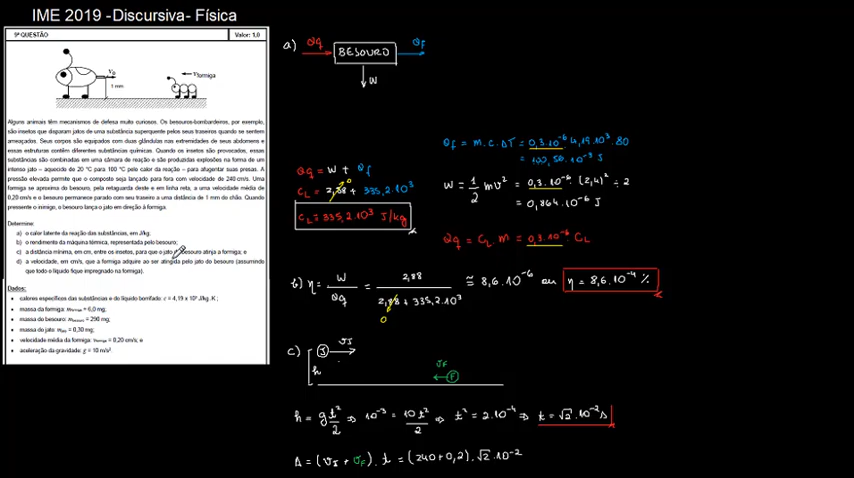 IME 2019 -Discursiva- Física
9ª QUESTÃO Valor: 1,0
v₀
vformiga
1 mm
Alguns animais têm mecanismos de defesa muito curiosos. Os besouros-bombardeiros, por exemplo,
são insetos que disparam jatos de uma substância superquente pelos seus traseiros quando se sentem
ameaçados. Seus corpos são equipados com duas glândulas nas extremidades de seus abdomens e
essas estruturas contêm diferentes substâncias químicas. Quando os insetos são provocados, essas
substâncias são combinadas em uma câmara de reação e são produzidas explosões na forma de um
intenso jato – aquecido de 20 °C para 100 °C pelo calor da reação – para afugentar suas presas. A
pressão elevada permite que o composto seja lançado para fora com velocidade de 240 cm/s. Uma
formiga se aproxima do besouro, pela retaguarda deste e em linha reta, a uma velocidade média de
0,20 cm/s e o besouro permanece parado com seu traseiro a uma distância de 1 mm do chão. Quando
pressente o inimigo, o besouro lança o jato em direção à formiga.
Determine:
a) o calor latente da reação das substâncias, em J/kg;
b) o rendimento da máquina térmica, representada pelo besouro;
c) a distância mínima, em cm, entre os insetos, para que o jato do besouro atinja a formiga; e
d) a velocidade, em cm/s, que a formiga adquire ao ser atingida pelo jato do besouro (assumindo
que todo o líquido fique impregnado na formiga).
Dados:
• calores específicos das substâncias e do líquido borrifado: c = 4,19 x 10³ J/kg.K ;
• massa da formiga: mformiga = 6,0 mg;
• massa do besouro: mbesouro = 290 mg;
• massa do jato: mjato = 0,30 mg;
• velocidade média da formiga: vformiga = 0,20 cm/s; e
• aceleração da gravidade: g = 10 m/s².
a) Qq BESOURO Qf
W
Qf = m.c.ΔT = 0,3.10⁻⁶ 4,19.10³.80
= 100,56.10⁻³ J
W = 1/2 mv² = 0,3.10⁻⁶.(2,4)² ÷ 2
= 0,864.10⁻⁶ J
Qq = CL.m = 0,3.10⁻⁶.CL
Qq = W + Qf
0
CL = 2,88 + 335,2.10³
CL = 335,2.10³ J/kg
b) η = W/Qq = 2,88/(2,88 + 335,2.10³) ≅ 8,6.10⁻⁶ ou η = 8,6.10⁻⁴ %
0
c) J vJ
h
vF
F
h = gt²/2 ⇒ 10⁻³ = 10t²/2 ⇒ t² = 2.10⁻⁴ ⇒ t = √2.10⁻² s
Δ = (vJ + vF).t = (240+0,2).√2.10⁻²